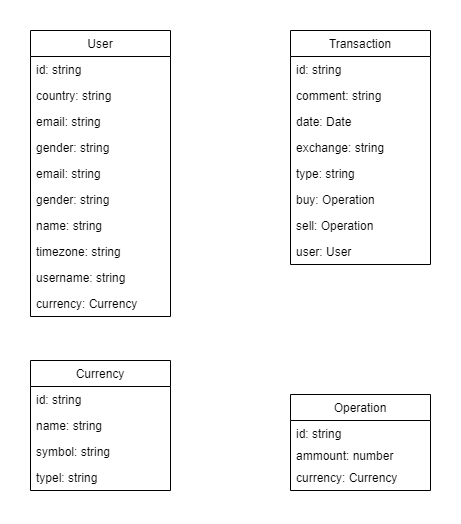 User
id: string
country: string
email: string
gender: string
email: string
gender: string
name: string
timezone: string
username: string
currency: Currency
Transaction
id: string
comment: string
date: Date
exchange: string
type: string
buy: Operation
sell: Operation
user: User
Currency
id: string
name: string
symbol: string
typel: string
Operation
id: string
ammount: number
currency: Currency